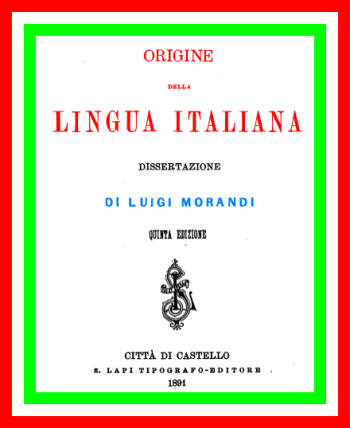 ORIGINE
DELLA
LINGUA ITALIANA
DISSERTAZIONE
DI LUIGI MORANDI
QUINTA EDIZIONE
CITTÀ DI CASTELLO
S. LAPI TIPOGRAFO-EDITORE
1891